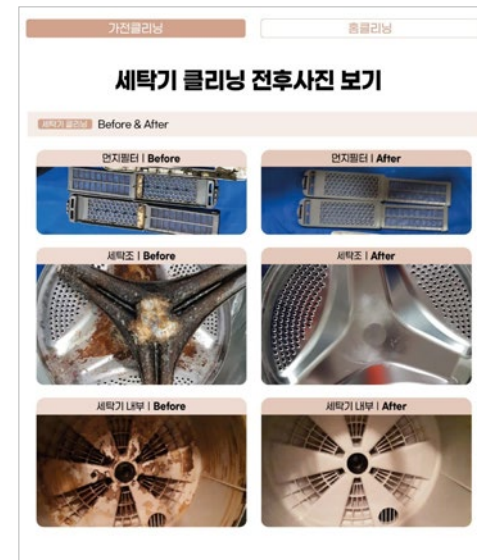 가전클리닝
홈클리닝
세탁기 클리닝 전후사진 보기
세탁기 클리닝 Before & After
먼지필터 | Before
먼지필터 | After
세탁조 | Before
세탁조 | After
세탁기 내부 | Before
세탁기 내부 | After